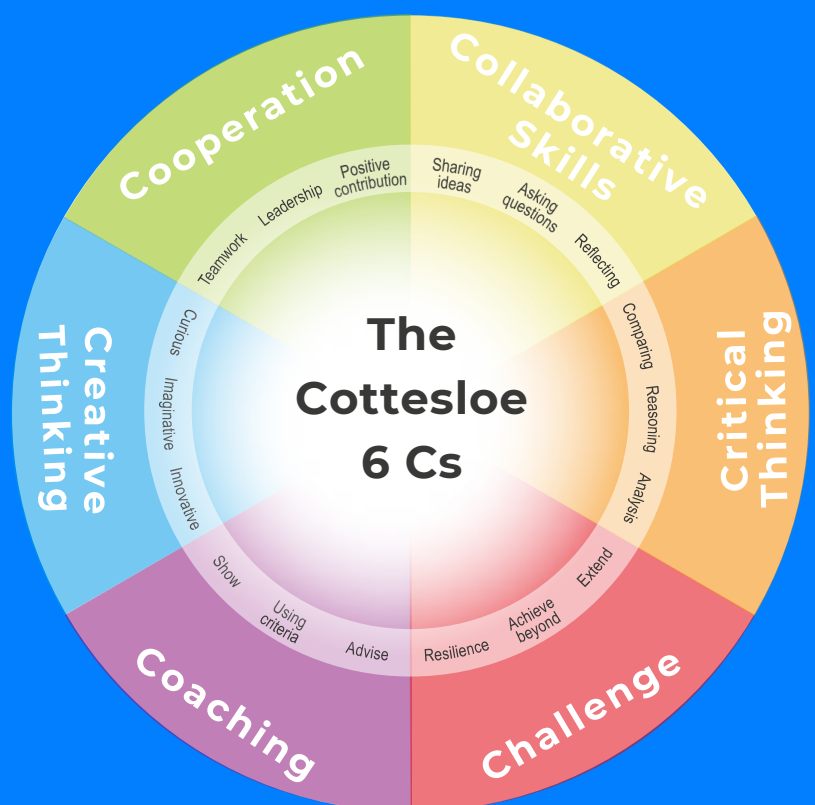 The
Cottesloe
6 Cs
Cooperation
Teamwork
Leadership
Positive
contribution
Collaborative
Skills
Sharing
ideas
Asking
questions
Reflecting
Critical
Thinking
Comparing
Reasoning
Analysis
Challenge
Extend
Achieve
beyond
Resilience
Coaching
Advise
Using
criteria
Show
Creative
Thinking
Innovative
Imaginative
Curious